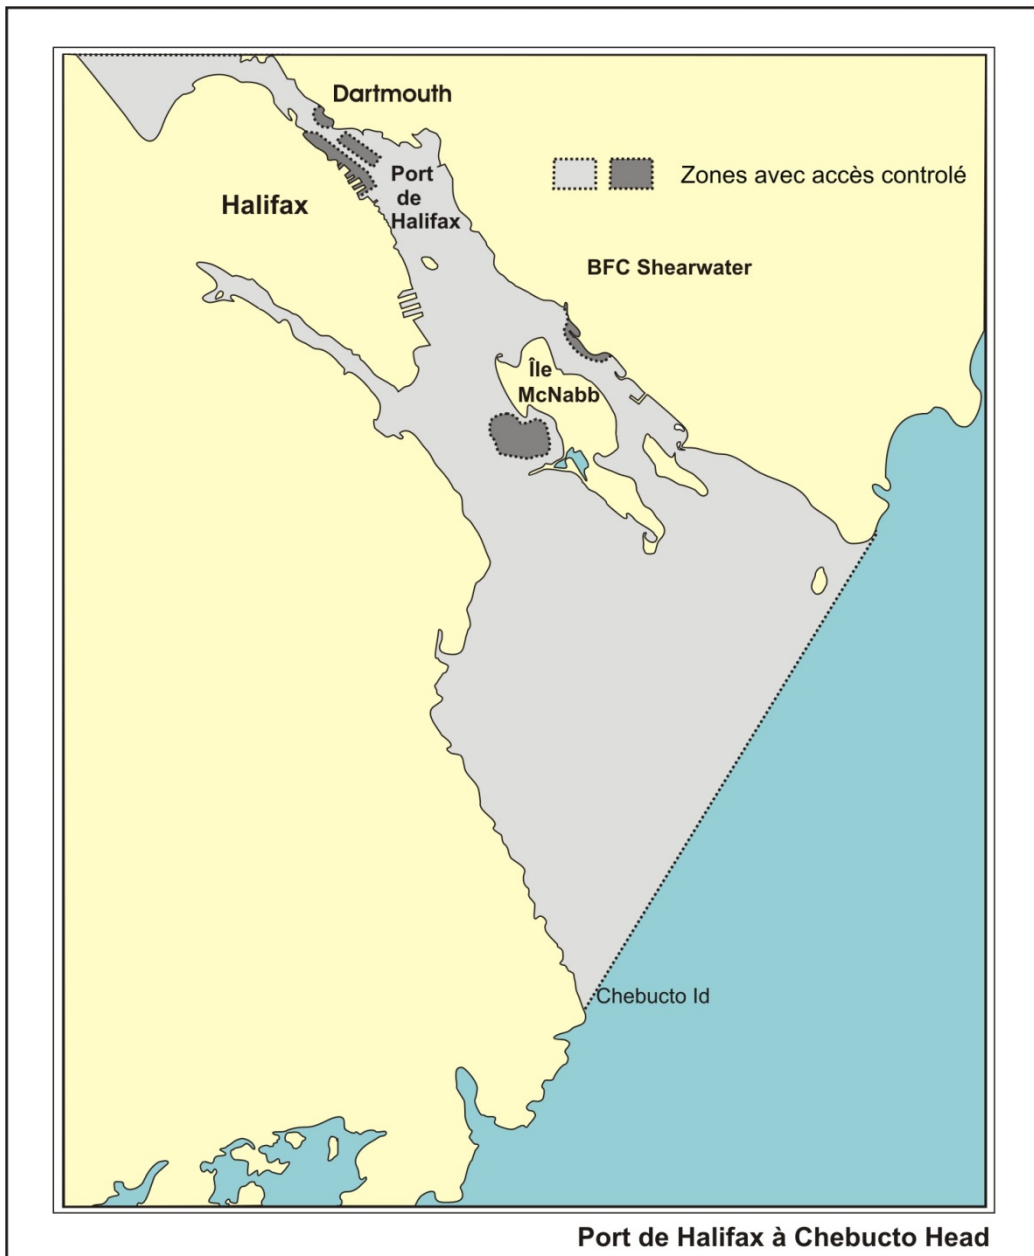 Dartmouth
Port
de
Halifax
Halifax
Zones avec accès controlé
BFC Shearwater
Île
McNabb
Chebucto Id
Port de Halifax à Chebucto Head